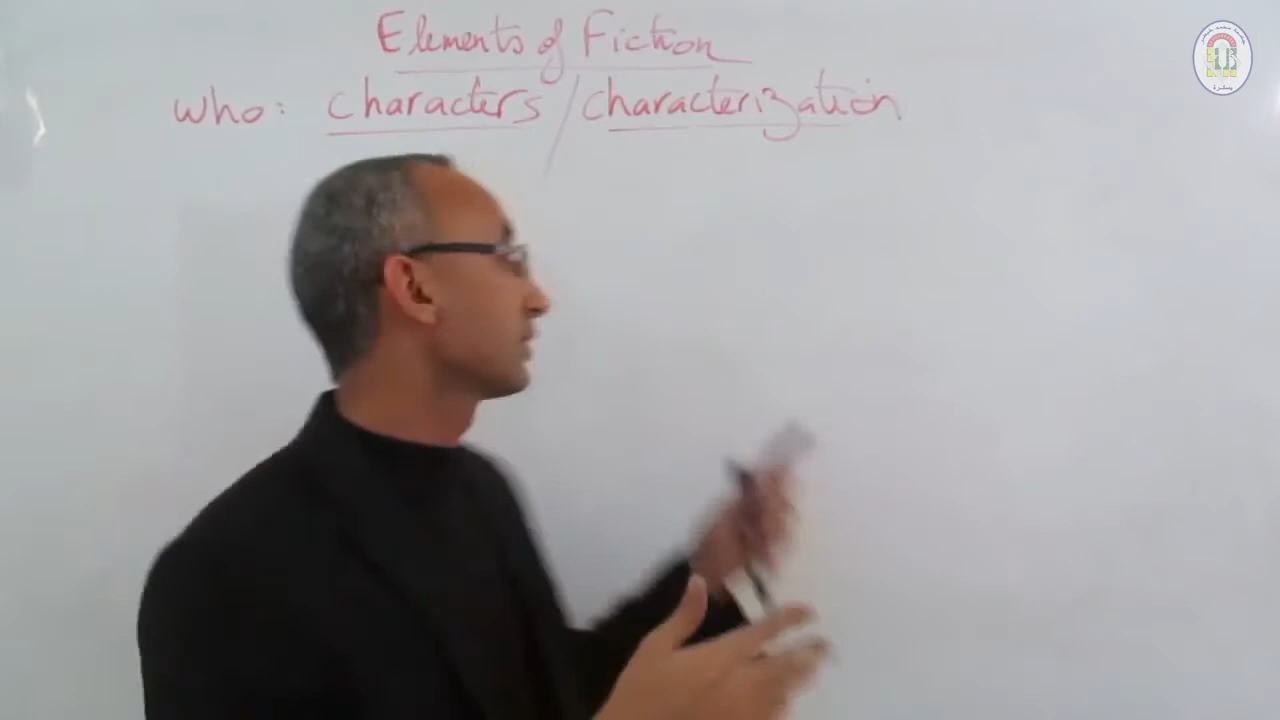 Elements of Fiction
who: characters / characterization